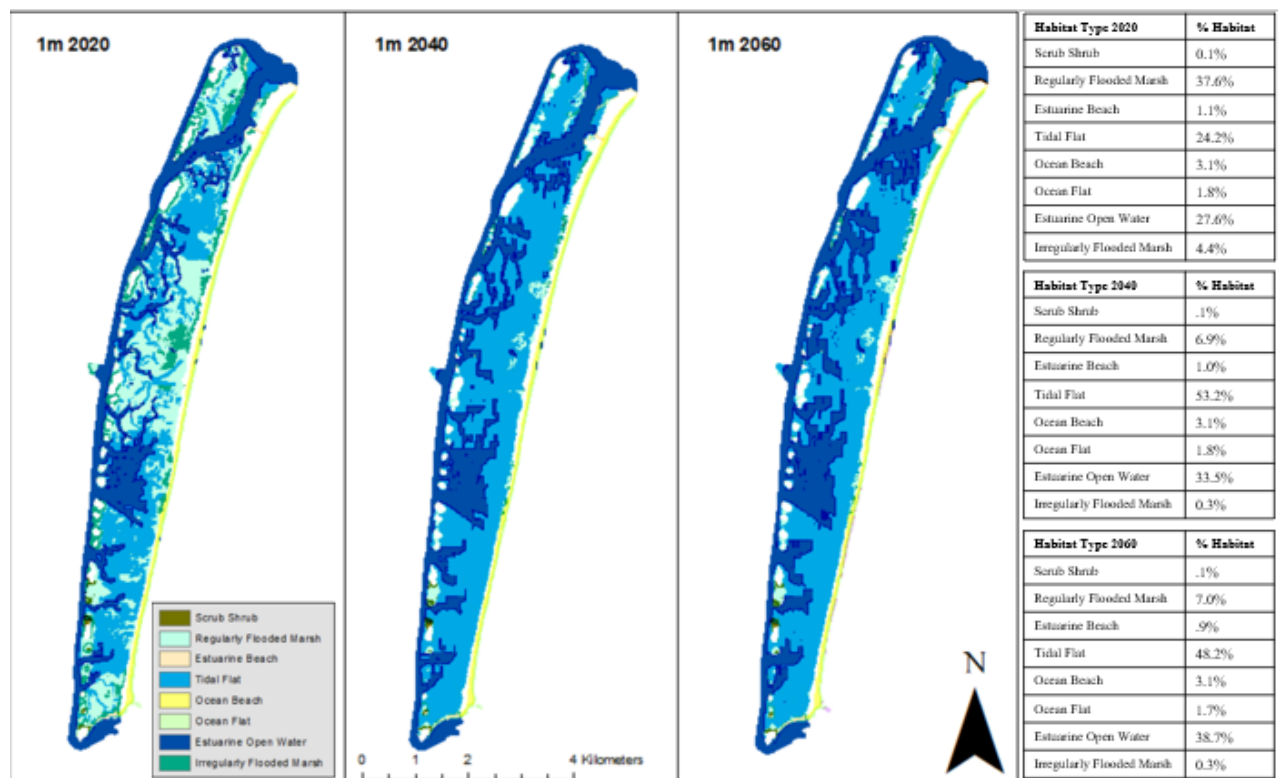 1m 2020
1m 2040
1m 2060
Scrub Shrub
Regularly Flooded Marsh
Estuarine Beach
Tidal Flat
Ocean Beach
Ocean Flat
Estuarine Open Water
Irregularly Flooded Marsh
0 1 2 4 Kilometers
N
Habitat Type 2020 % Habitat
Scrub Shrub 0.1%
Regularly Flooded Marsh 37.6%
Estuarine Beach 1.1%
Tidal Flat 24.2%
Ocean Beach 3.1%
Ocean Flat 1.8%
Estuarine Open Water 27.6%
Irregularly Flooded Marsh 4.4%
Habitat Type 2040 % Habitat
Scrub Shrub .1%
Regularly Flooded Marsh 6.9%
Estuarine Beach 1.0%
Tidal Flat 53.2%
Ocean Beach 3.1%
Ocean Flat 1.8%
Estuarine Open Water 33.5%
Irregularly Flooded Marsh 0.3%
Habitat Type 2060 % Habitat
Scrub Shrub .1%
Regularly Flooded Marsh 7.0%
Estuarine Beach .9%
Tidal Flat 48.2%
Ocean Beach 3.1%
Ocean Flat 1.7%
Estuarine Open Water 38.7%
Irregularly Flooded Marsh 0.3%